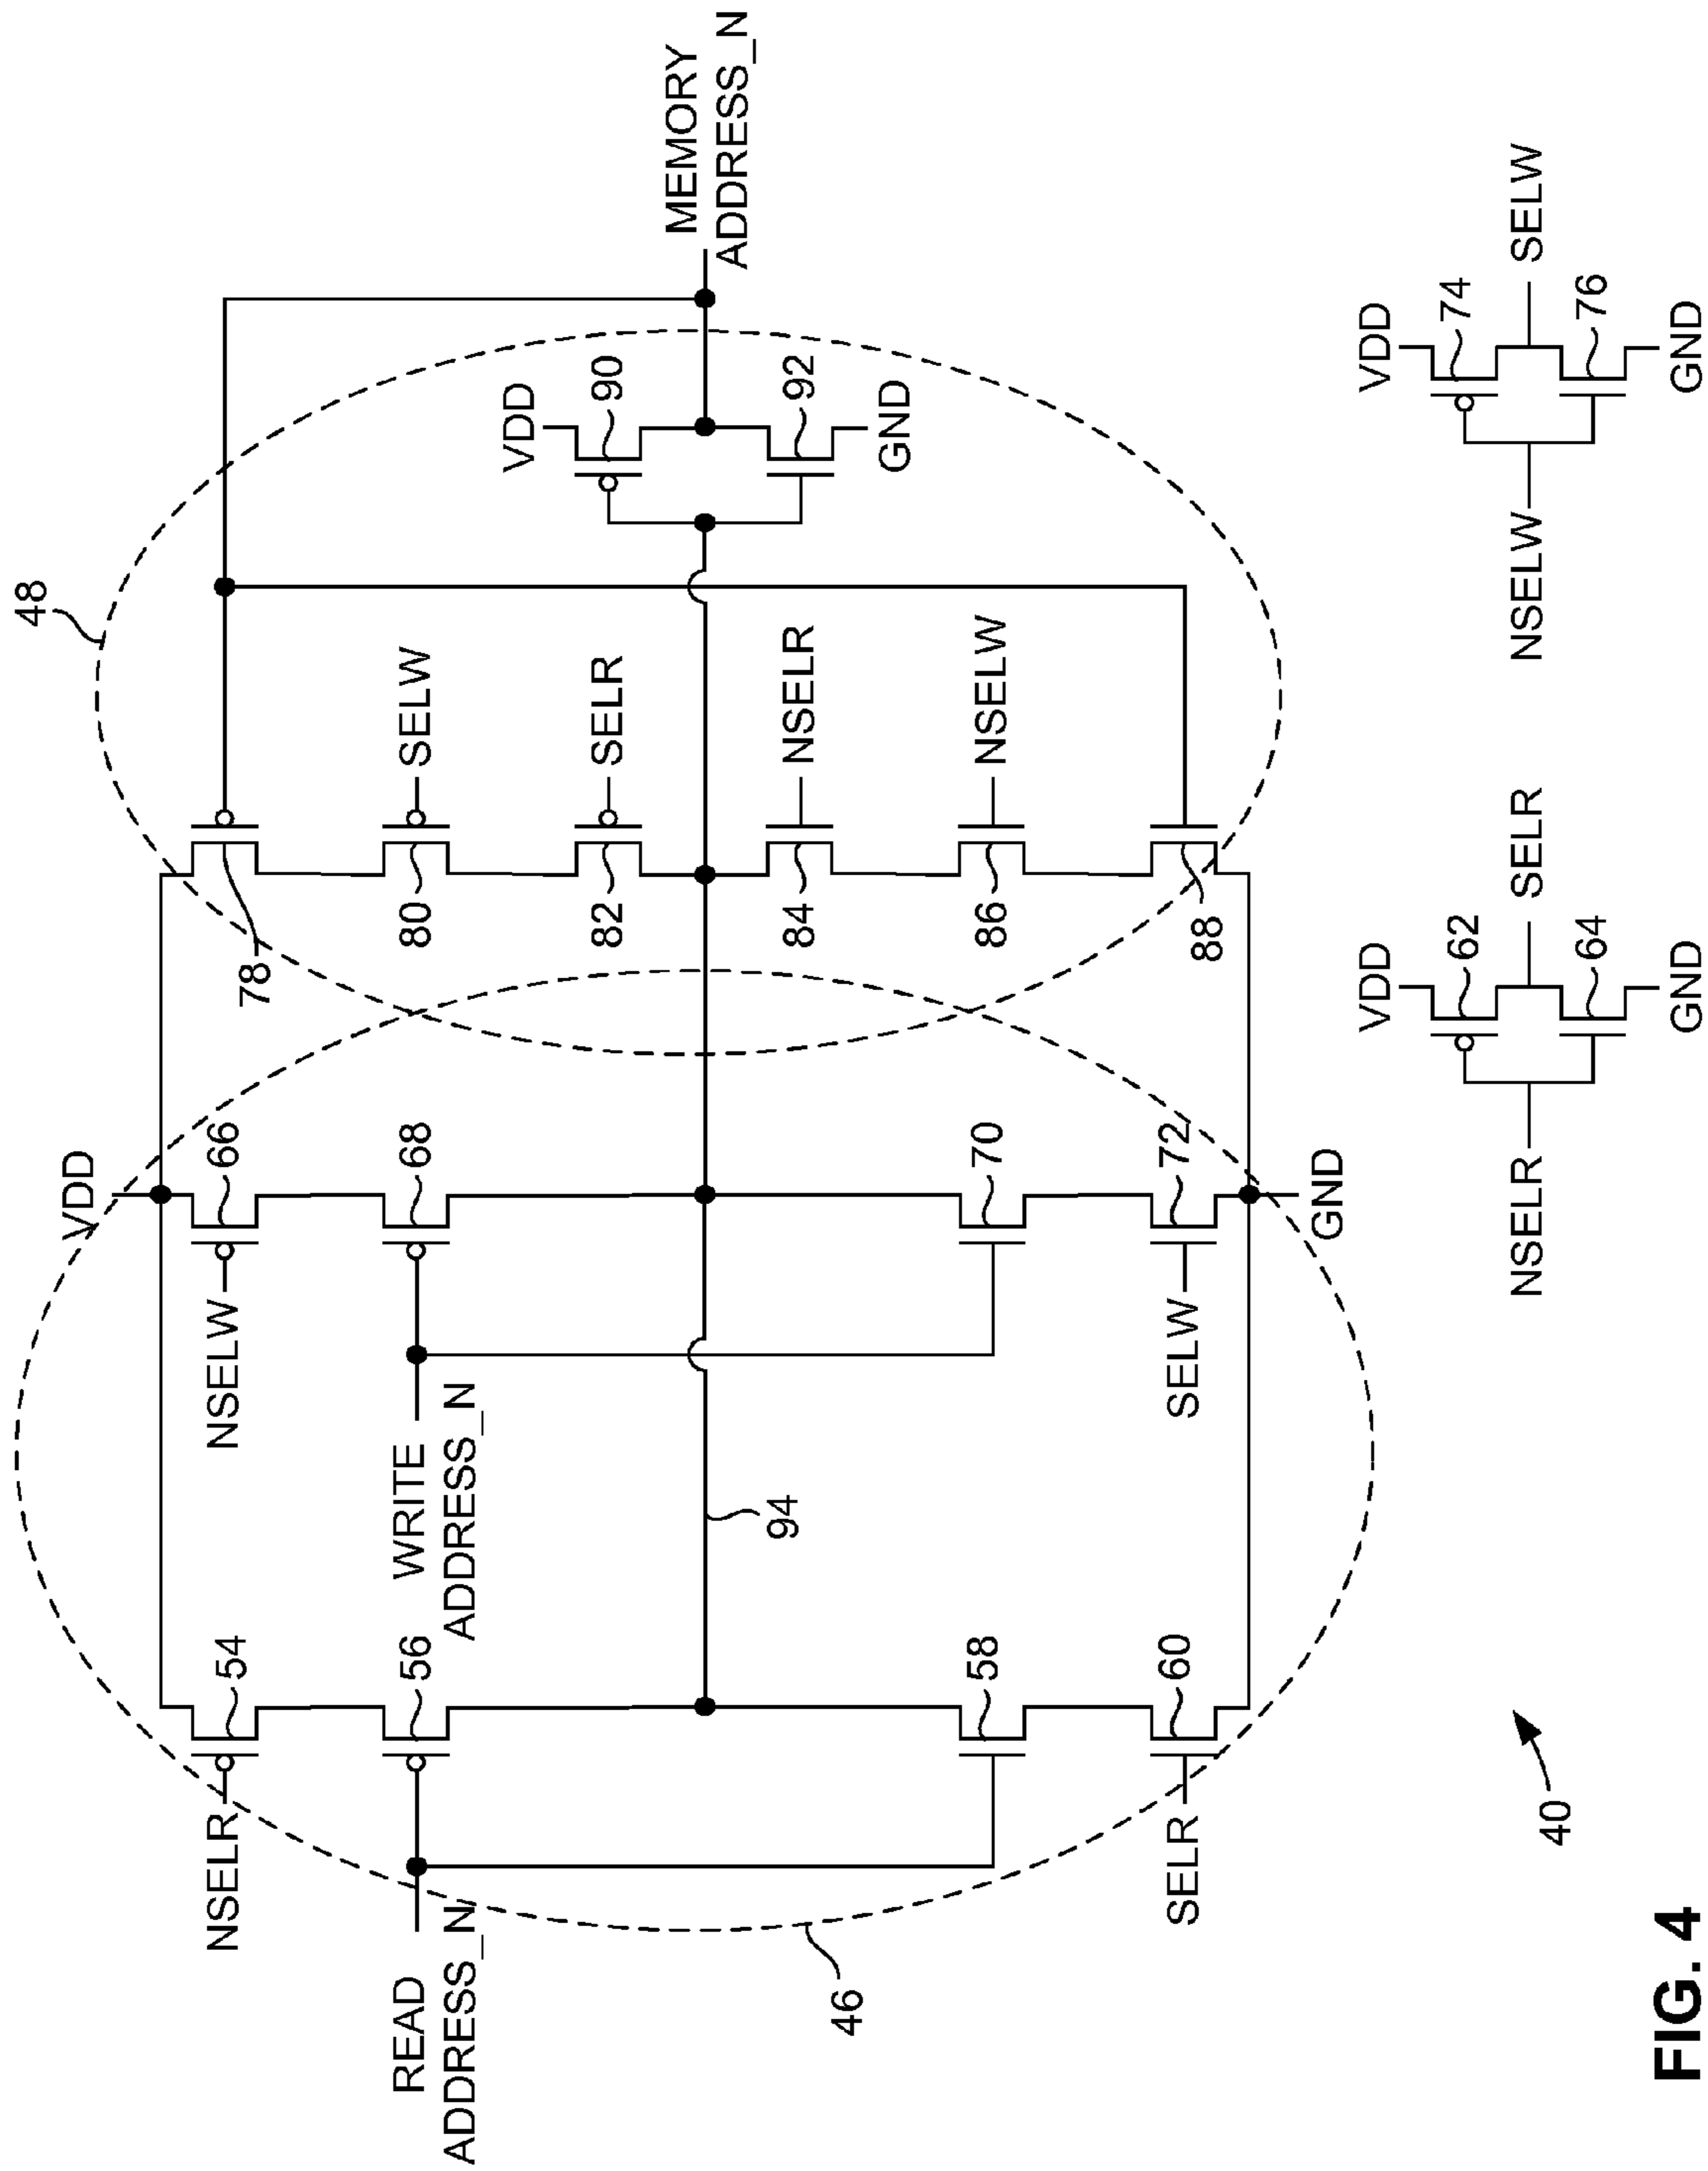 48
VDD
NSELR
54
NSELW
66
78
READ
ADDRESS_N
56
WRITE
ADDRESS_N
68
80
SELW
82
SELR
VDD
90
MEMORY
ADDRESS_N
94
84
NSELR
92
GND
58
70
86
NSELW
46
SELR
60
SELW
72
88
GND
40
NSELR
VDD
62
SELR
64
GND
NSELW
VDD
74
SELW
76
GND
FIG. 4